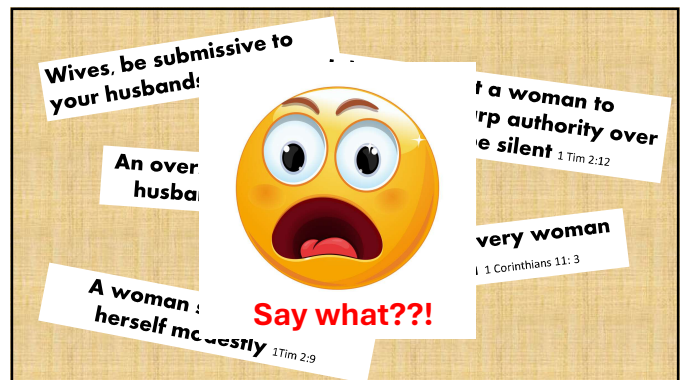 Wives, be submissive to
your husbands
t a woman to
rp authority over
e silent 1 Tim 2:12
An over
husba
very woman
1 Corinthians 11: 3
A woman
herself modestly 1Tim 2:9
Say what??!